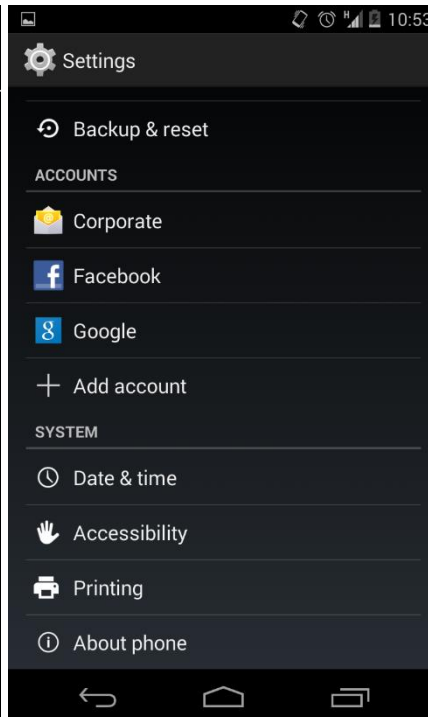 H 10:53
Settings
Backup & reset
ACCOUNTS
Corporate
Facebook
Google
Add account
SYSTEM
Date & time
Accessibility
Printing
About phone